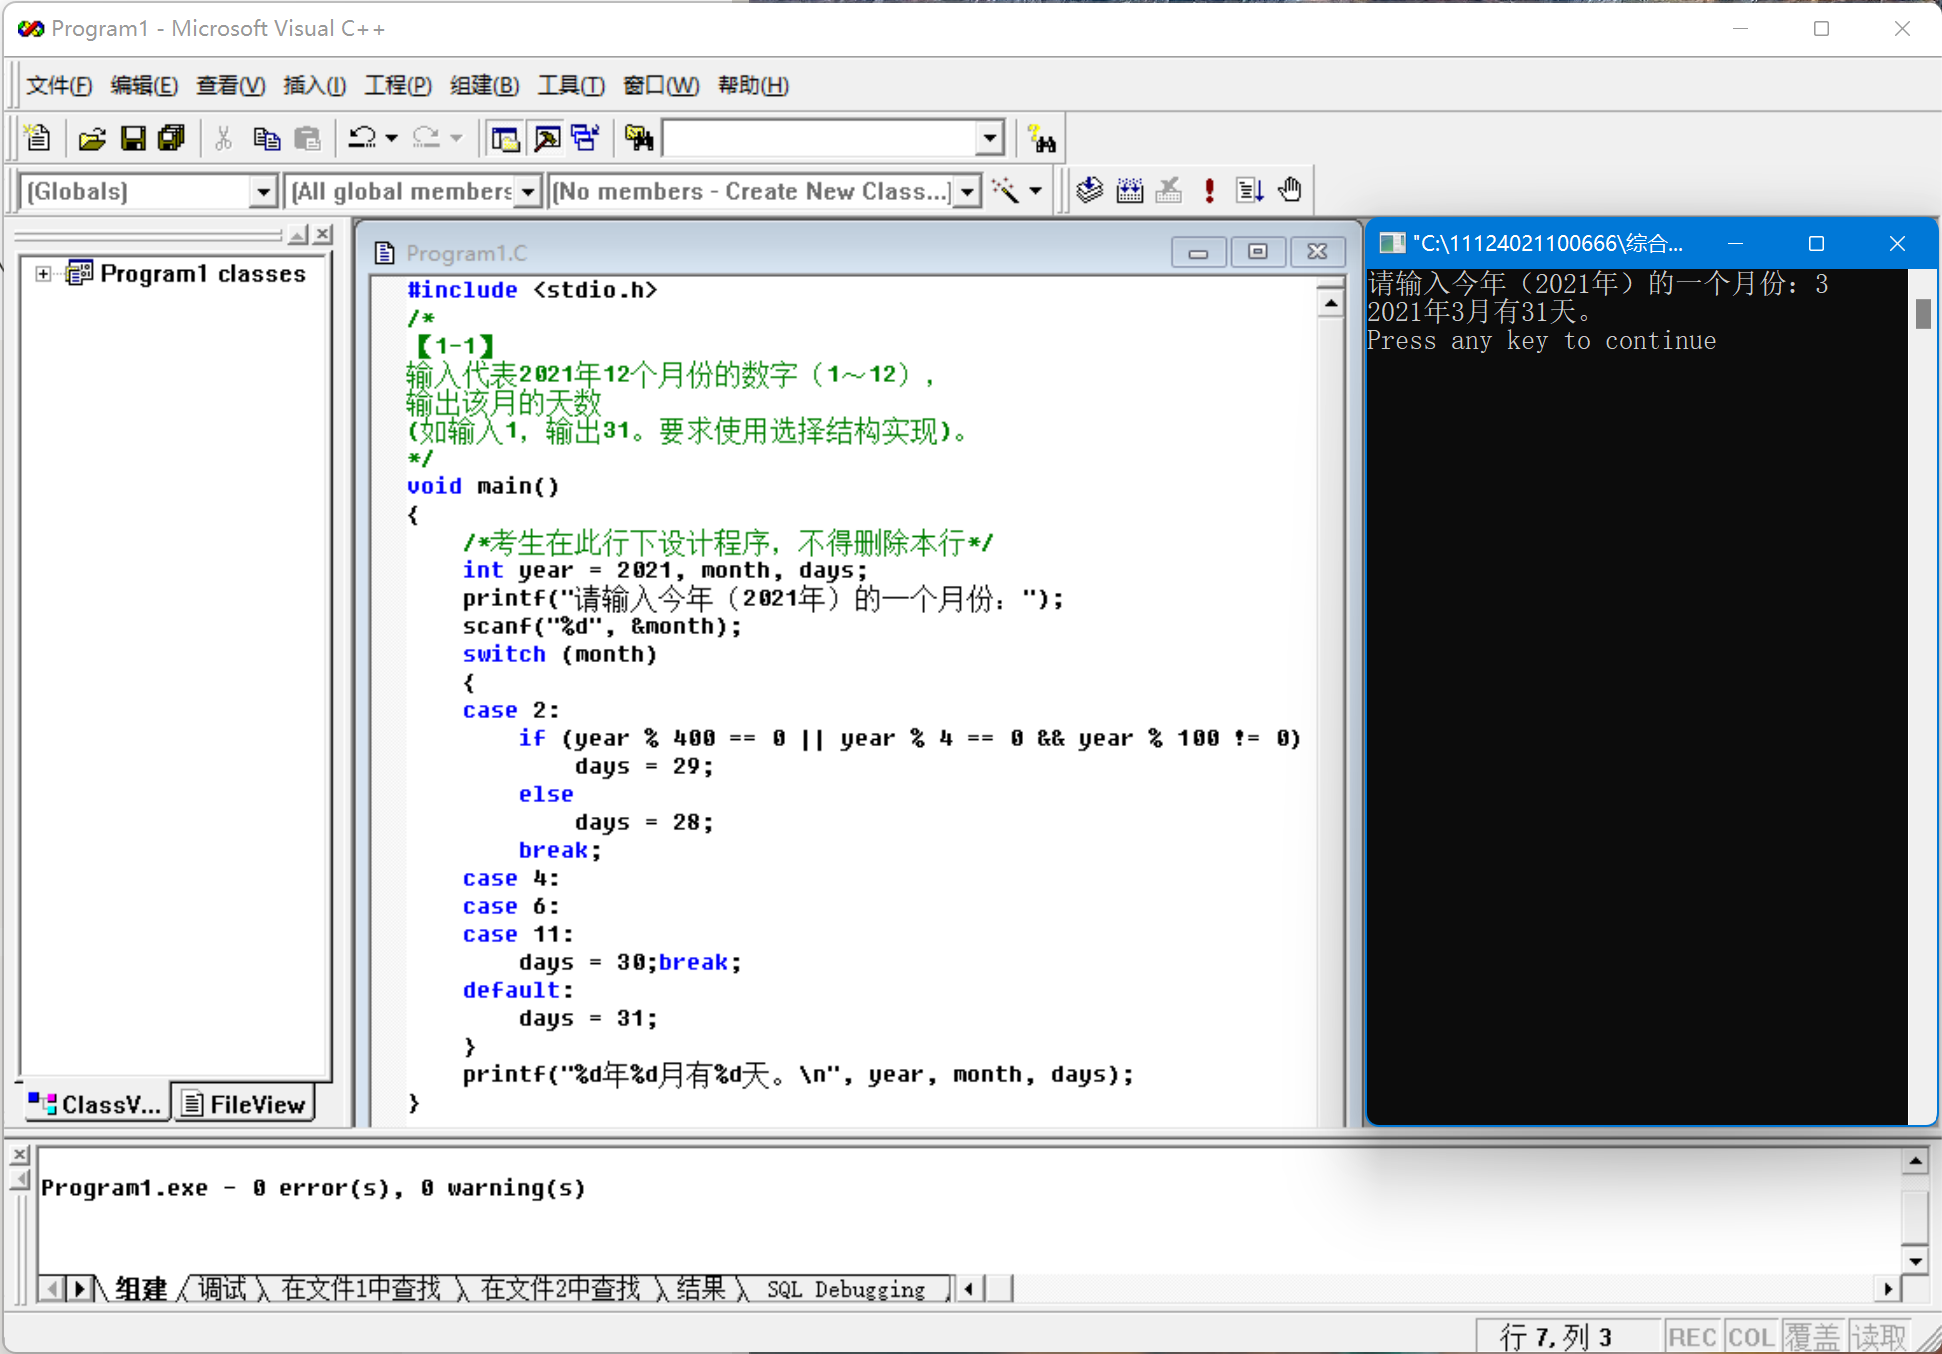 Program1 - Microsoft Visual C++
文件(F) 编辑(E) 查看(V) 插入(I) 工程(P) 组建(B) 工具(T) 窗口(W) 帮助(H)
(Globals) (All global members (No members - Create New Class...)
Program1 classes
ClassV... FileView
Program1.C
#include <stdio.h>
/*
【1-1】
输入代表2021年12个月份的数字（1～12），
输出该月的天数
(如输入1，输出31。要求使用选择结构实现)。
*/
void main()
{
    /*考生在此行下设计程序，不得删除本行*/
    int year = 2021, month, days;
    printf("请输入今年（2021年）的一个月份：");
    scanf("%d", &month);
    switch (month)
    {
    case 2:
        if (year % 400 == 0 || year % 4 == 0 && year % 100 != 0)
            days = 29;
        else
            days = 28;
        break;
    case 4:
    case 6:
    case 11:
        days = 30;break;
    default:
        days = 31;
    }
    printf("%d年%d月有%d天。\n", year, month, days);
}
"C:\11124021100666\综合...
请输入今年（2021年）的一个月份：3
2021年3月有31天。
Press any key to continue
Program1.exe - 0 error(s), 0 warning(s)
组建 调试 在文件1中查找 在文件2中查找 结果 SQL Debugging
行 7, 列 3 REC COL 覆盖 读取